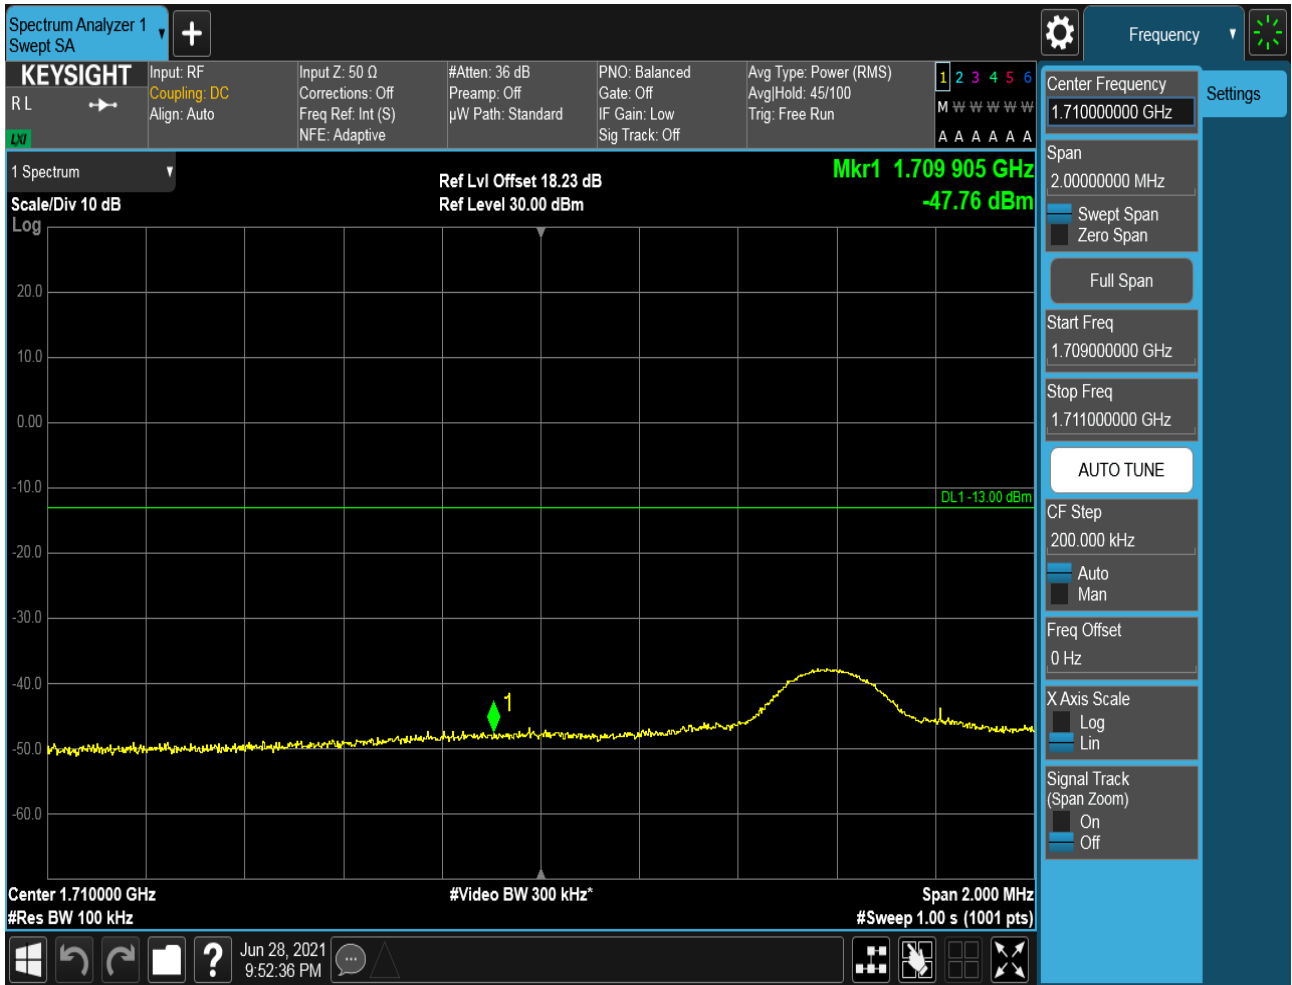 Spectrum Analyzer 1
Swept SA
Frequency
KEYSIGHT
R L
LXI
Input: RF
Coupling: DC
Align: Auto
Input Z: 50 Ω
Corrections: Off
Freq Ref: Int (S)
NFE: Adaptive
#Atten: 36 dB
Preamp: Off
µW Path: Standard
PNO: Balanced
Gate: Off
IF Gain: Low
Sig Track: Off
Avg Type: Power (RMS)
Avg|Hold: 45/100
Trig: Free Run
1 2 3 4 5 6
M W W W W W
A A A A A A
1 Spectrum
Scale/Div 10 dB
Log
Ref Lvl Offset 18.23 dB
Ref Level 30.00 dBm
Mkr1 1.709 905 GHz
-47.76 dBm
20.0
10.0
0.00
-10.0
DL1 -13.00 dBm
-20.0
-30.0
-40.0
1
-50.0
-60.0
Center 1.710000 GHz
#Video BW 300 kHz*
Span 2.000 MHz
#Res BW 100 kHz
#Sweep 1.00 s (1001 pts)
Jun 28, 2021
9:52:36 PM
Center Frequency
1.710000000 GHz
Settings
Span
2.00000000 MHz
Swept Span
Zero Span
Full Span
Start Freq
1.709000000 GHz
Stop Freq
1.711000000 GHz
AUTO TUNE
CF Step
200.000 kHz
Auto
Man
Freq Offset
0 Hz
X Axis Scale
Log
Lin
Signal Track
(Span Zoom)
On
Off